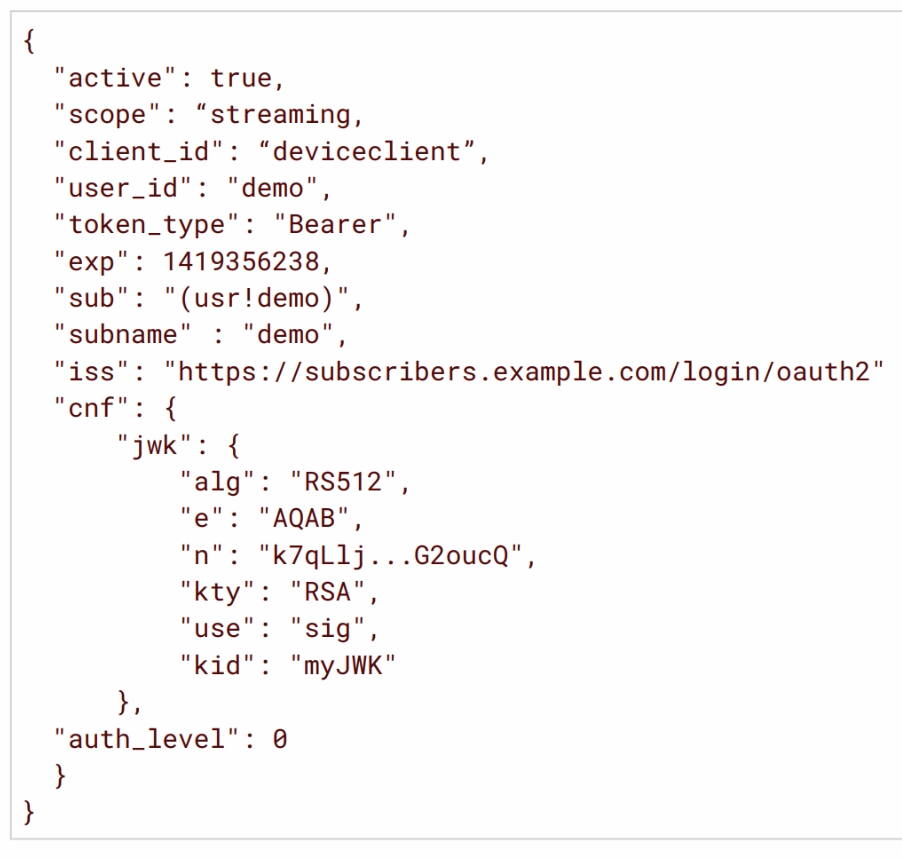 {
"active": true,
"scope": “streaming,
"client_id": “deviceclient”,
"user_id": "demo",
"token_type": "Bearer",
"exp": 1419356238,
"sub": "(usr!demo)",
"subname" : "demo",
"iss": "https://subscribers.example.com/login/oauth2"
"cnf": {
"jwk": {
"alg": "RS512",
"e": "AQAB",
"n": "k7qLlj...G2oucQ",
"kty": "RSA",
"use": "sig",
"kid": "myJWK"
},
"auth_level": 0
}
}